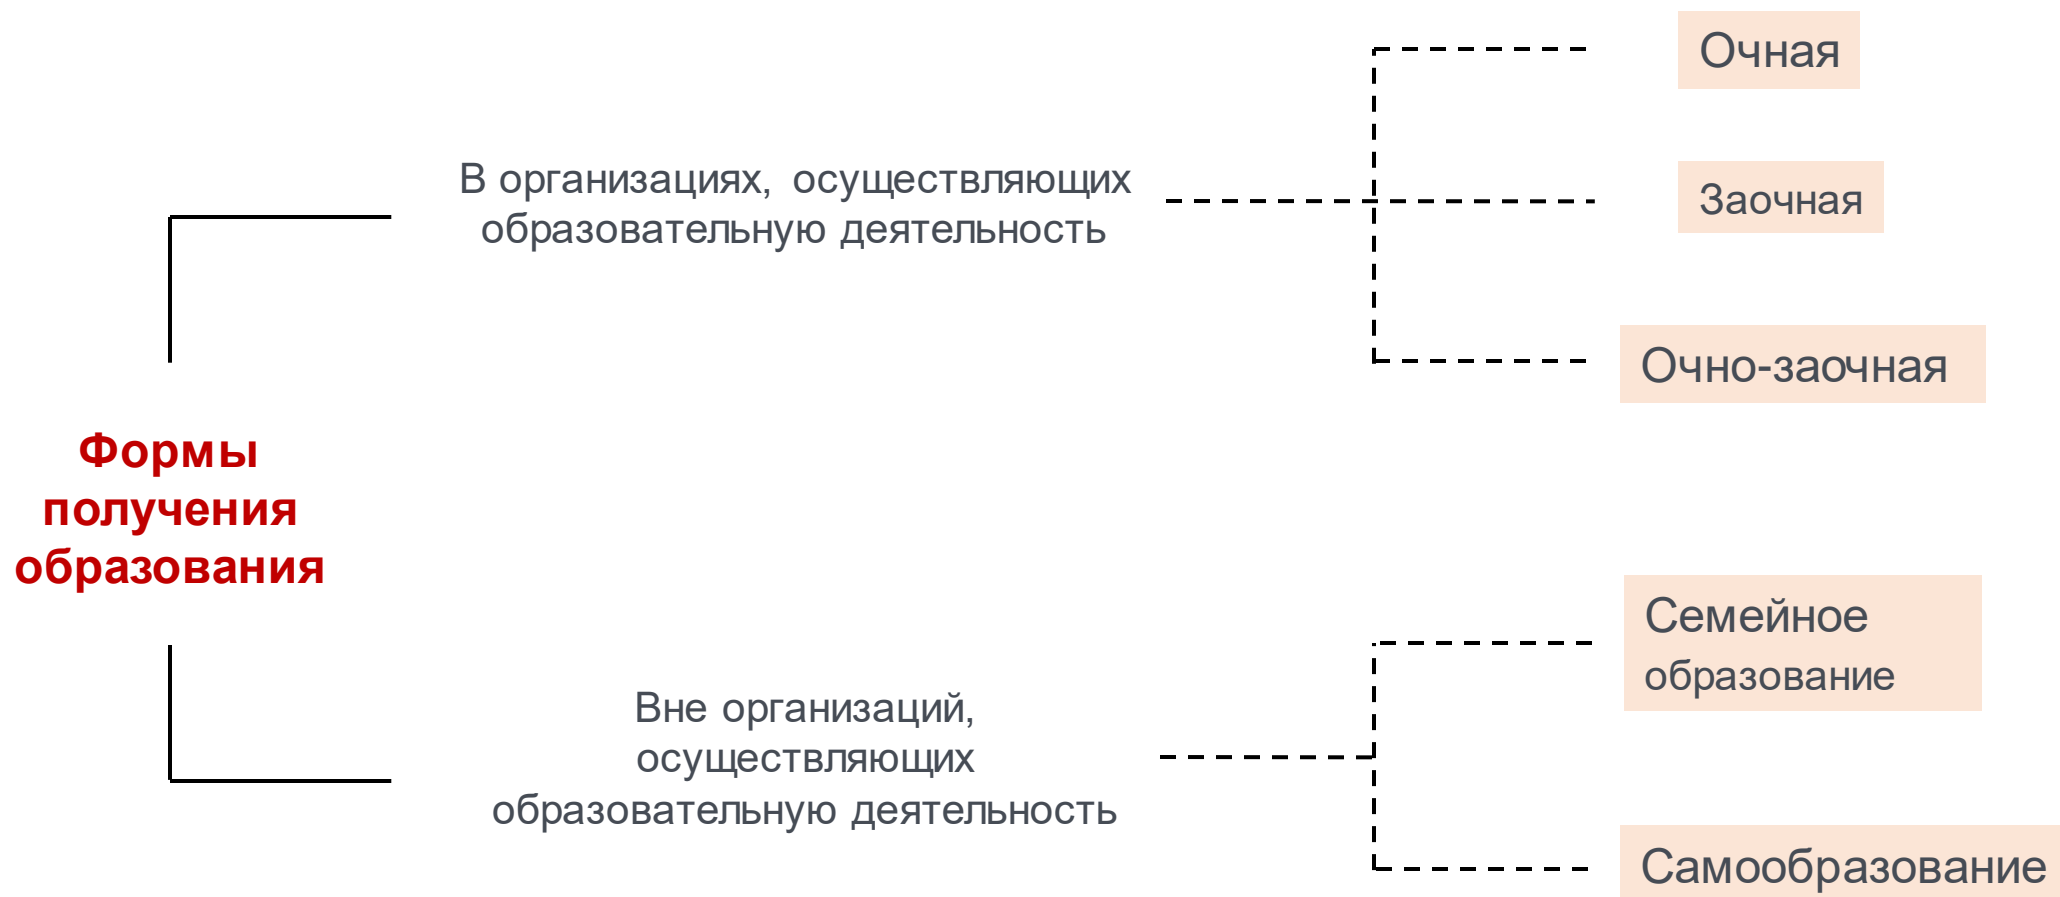 Очная
В организациях, осуществляющих
образовательную деятельность
Заочная
Очно-заочная
Формы
получения
образования
Семейное
образование
Вне организаций,
осуществляющих
образовательную деятельность
Самообразование